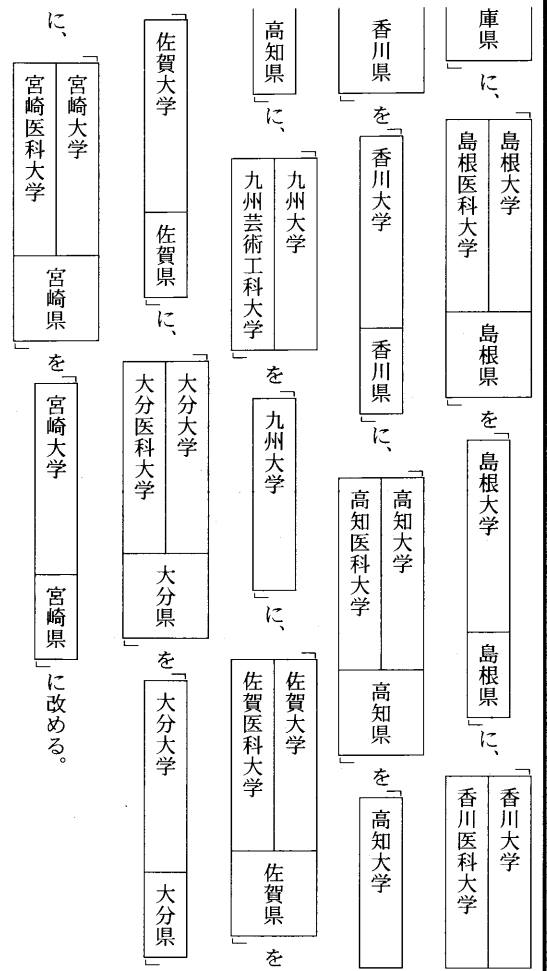 庫県」に、「島根大学
島根医科大学
島根県」を「島根大学
島根県」に、「香川大学
香川医科大学
香川県」を「香川大学
香川県」に、「高知大学
高知医科大学
高知県」を「高知大学
高知県」に、「九州大学
九州芸術工科大学」を「九州大学」に、「佐賀大学
佐賀医科大学
佐賀県」を
「佐賀大学
佐賀県」に、「大分大学
大分医科大学
大分県」を「大分大学
大分県」
に、「宮崎大学
宮崎医科大学
宮崎県」を「宮崎大学
宮崎県」に改める。